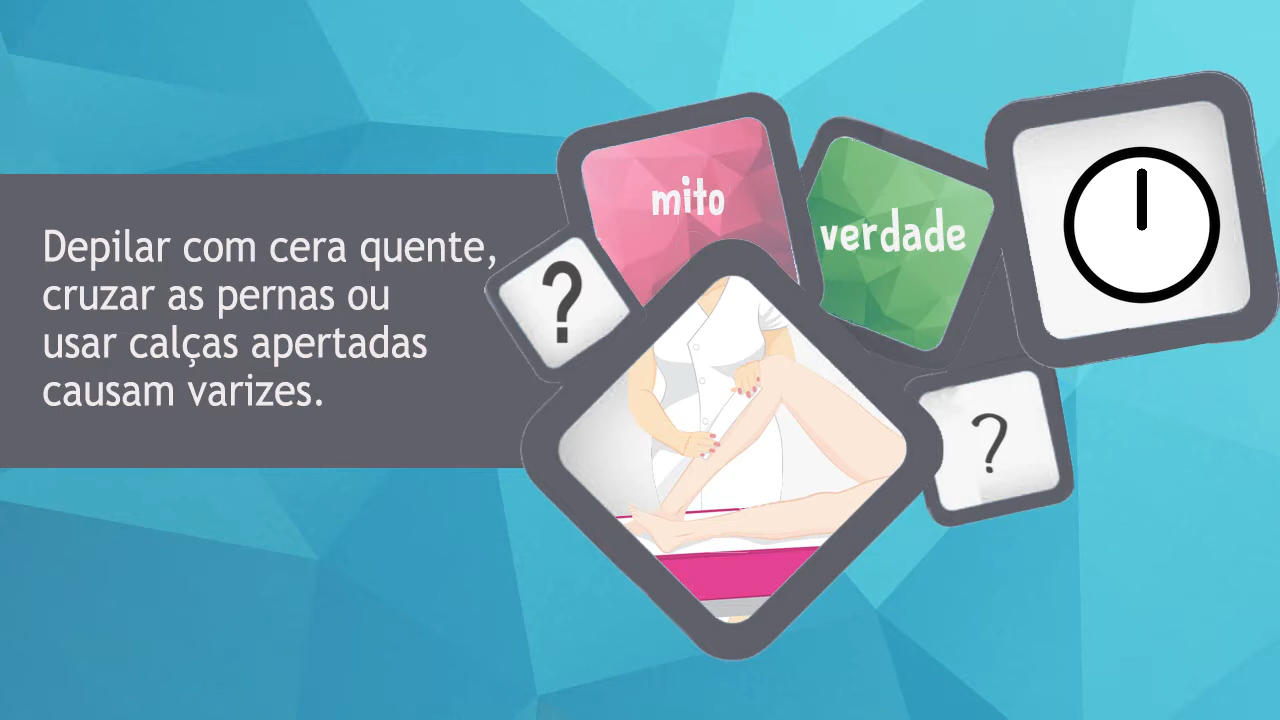 Depilar com cera quente,
cruzar as pernas ou
usar calças apertadas
causam varizes.
mito
verdade
?
?